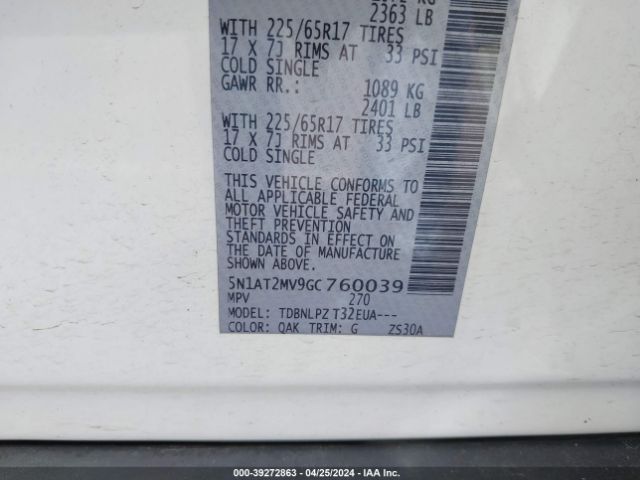 2363 LB
WITH 225/65R17 TIRES
17 X 7J RIMS AT 33 PSI
COLD SINGLE
GAWR RR.: 1089 KG
2401 LB
WITH 225/65R17 TIRES
17 X 7J RIMS AT 33 PSI
COLD SINGLE
THIS VEHICLE CONFORMS TO
ALL APPLICABLE FEDERAL
MOTOR VEHICLE SAFETY AND
THEFT PREVENTION
STANDARDS IN EFFECT ON
THE DATE OF MANUFACTURE
SHOWN ABOVE.
5N1AT2MV9GC760039
MPV 270
MODEL: TDBNLPZ T32EUA---
COLOR: QAK TRIM: G ZS30A
000-39272863 - 04/25/2024 - IAA Inc.